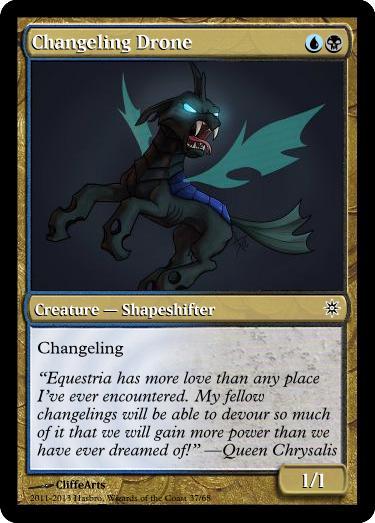 Changeling Drone
Creature — Shapeshifter
Changeling
“Equestria has more love than any place
I've ever encountered. My fellow
changelings will be able to devour so much
of it that we will gain more power than we
have ever dreamed of!” —Queen Chrysalis
1/1
CliffeArts
2011-2013 Hasbro, Wizards of the Coast 37/68